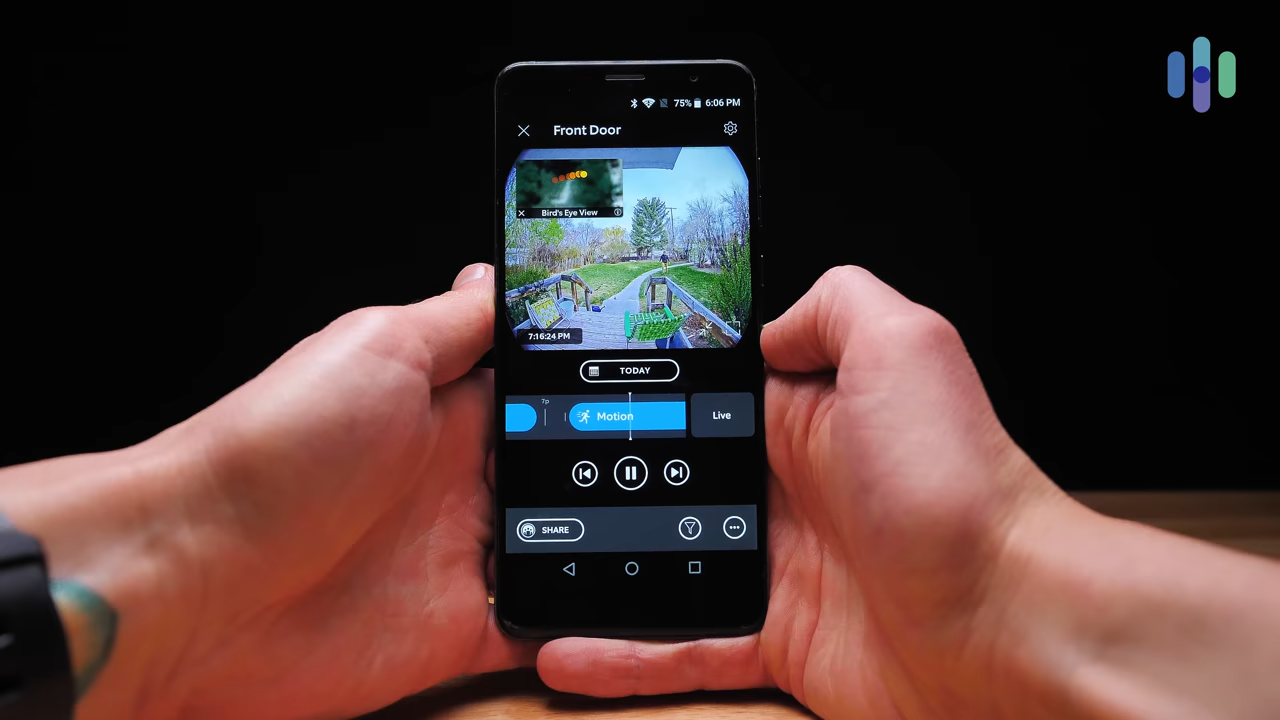 75% 6:06 PM
Front Door
Bird's Eye View
7:16:24 PM
TODAY
7p
Motion
Live
SHARE